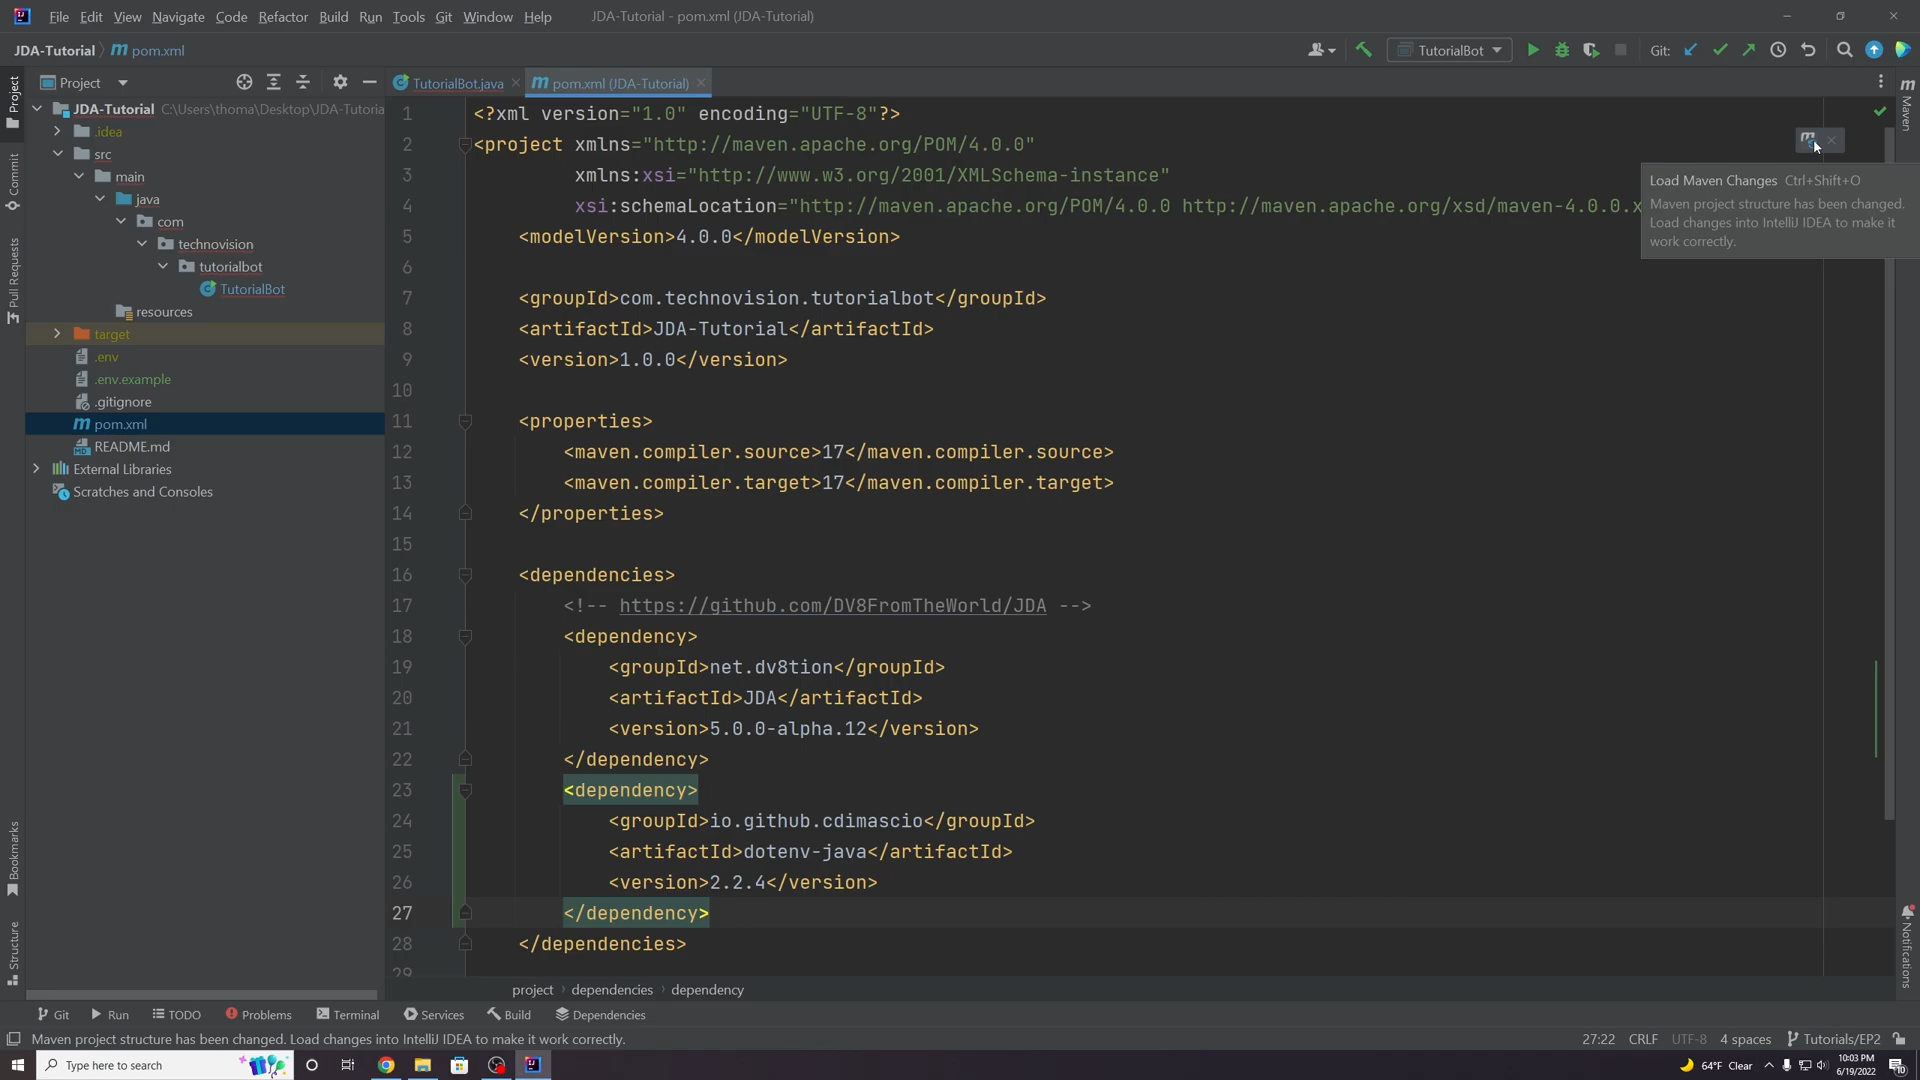 File Edit View Navigate Code Refactor Build Run Tools Git Window Help JDA-Tutorial - pom.xml (JDA-Tutorial)
JDA-Tutorial pom.xml TutorialBot Git:
Project
TutorialBot.java pom.xml (JDA-Tutorial)
JDA-Tutorial C:\Users\thoma\Desktop\JDA-Tutoria
.idea
src
main
java
com
technovision
tutorialbot
TutorialBot
resources
target
.env
.env.example
.gitignore
pom.xml
README.md
External Libraries
Scratches and Consoles
Project
Commit
Pull Requests
Bookmarks
Structure
1 <?xml version="1.0" encoding="UTF-8"?>
2 <project xmlns="http://maven.apache.org/POM/4.0.0"
3 xmlns:xsi="http://www.w3.org/2001/XMLSchema-instance"
4 xsi:schemaLocation="http://maven.apache.org/POM/4.0.0 http://maven.apache.org/xsd/maven-4.0.0.x
5 <modelVersion>4.0.0</modelVersion>
6
7 <groupId>com.technovision.tutorialbot</groupId>
8 <artifactId>JDA-Tutorial</artifactId>
9 <version>1.0.0</version>
10
11 <properties>
12 <maven.compiler.source>17</maven.compiler.source>
13 <maven.compiler.target>17</maven.compiler.target>
14 </properties>
15
16 <dependencies>
17 <!-- https://github.com/DV8FromTheWorld/JDA -->
18 <dependency>
19 <groupId>net.dv8tion</groupId>
20 <artifactId>JDA</artifactId>
21 <version>5.0.0-alpha.12</version>
22 </dependency>
23 <dependency>
24 <groupId>io.github.cdimascio</groupId>
25 <artifactId>dotenv-java</artifactId>
26 <version>2.2.4</version>
27 </dependency>
28 </dependencies>
29
Load Maven Changes Ctrl+Shift+O
Maven project structure has been changed.
Load changes into IntelliJ IDEA to make it
work correctly.
Maven
Notifications
project dependencies dependency
Git Run TODO Problems Terminal Services Build Dependencies
Maven project structure has been changed. Load changes into IntelliJ IDEA to make it work correctly. 27:22 CRLF UTF-8 4 spaces Tutorials/EP2
Type here to search 64°F Clear 10:03 PM
6/19/2022
10